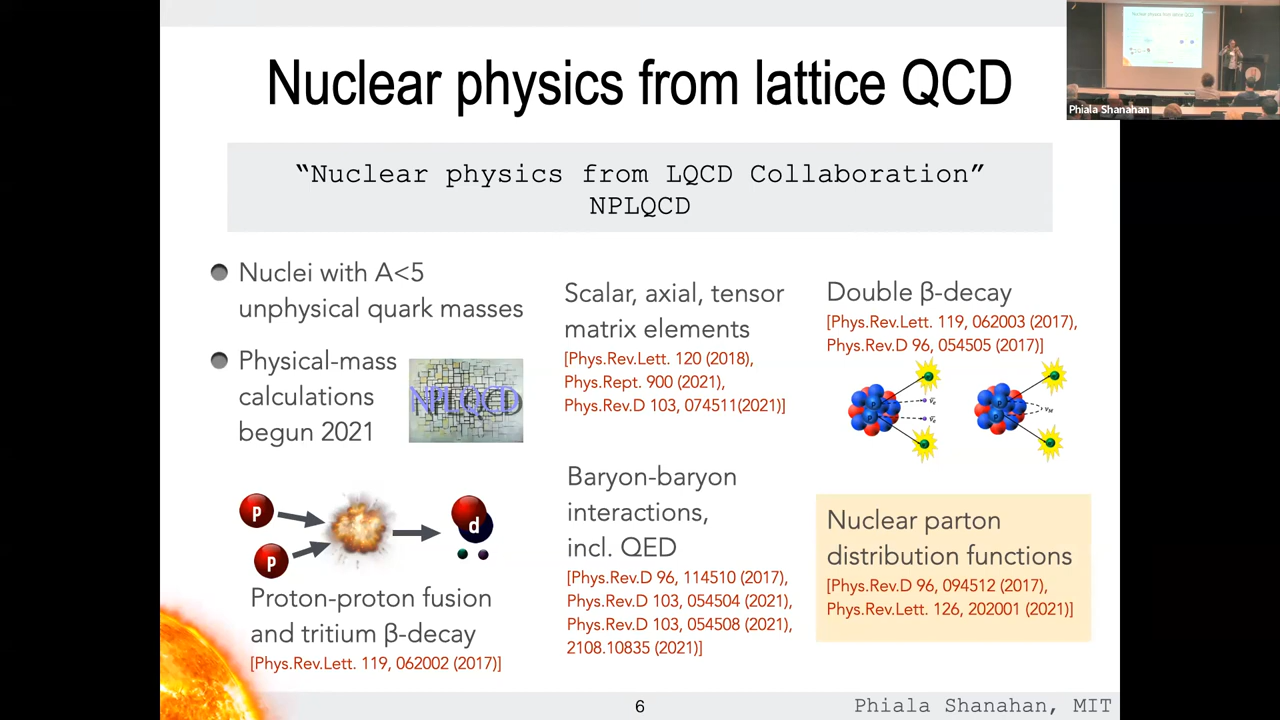 Nuclear physics from lattice QCD
Phiala Shanahan
“Nuclear physics from LQCD Collaboration”
NPLQCD
Nuclei with A<5
unphysical quark masses
Physical-mass
calculations
begun 2021
NPLQCD
p
p
d
Proton-proton fusion
and tritium β-decay
[Phys.Rev.Lett. 119, 062002 (2017)]
Scalar, axial, tensor
matrix elements
[Phys.Rev.Lett. 120 (2018),
Phys.Rept. 900 (2021),
Phys.Rev.D 103, 074511(2021)]
Baryon-baryon
interactions,
incl. QED
[Phys.Rev.D 96, 114510 (2017),
Phys.Rev.D 103, 054504 (2021),
Phys.Rev.D 103, 054508 (2021),
2108.10835 (2021)]
Double β-decay
[Phys.Rev.Lett. 119, 062003 (2017),
Phys.Rev.D 96, 054505 (2017)]
Nuclear parton
distribution functions
[Phys.Rev.D 96, 094512 (2017),
Phys.Rev.Lett. 126, 202001 (2021)]
6
Phiala Shanahan, MIT